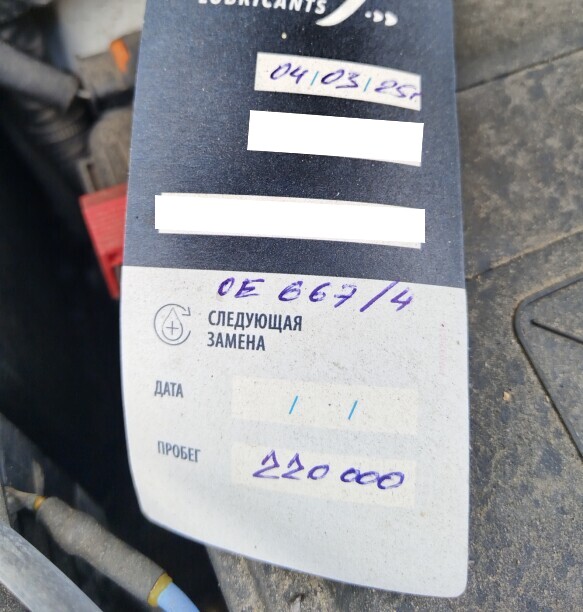 LUBRICANTS
04/03/25г
OE 667/4
СЛЕДУЮЩАЯ
ЗАМЕНА
ДАТА / /
ПРОБЕГ 220 000